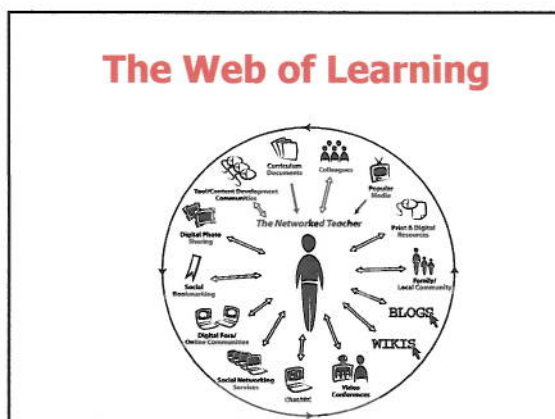 The Web of Learning
Curriculum
Documents
Colleagues
Popular
Media
Tool/Content Development
Communities
The Networked Teacher
Print & Digital
Resources
Digital Photo
Sharing
Family/
Local Community
Social
Bookmarking
BLOGS
Digital Fora/
Online Communities
WIKIS
Social Networking
Services
Chat/IRC
Video
Conferences